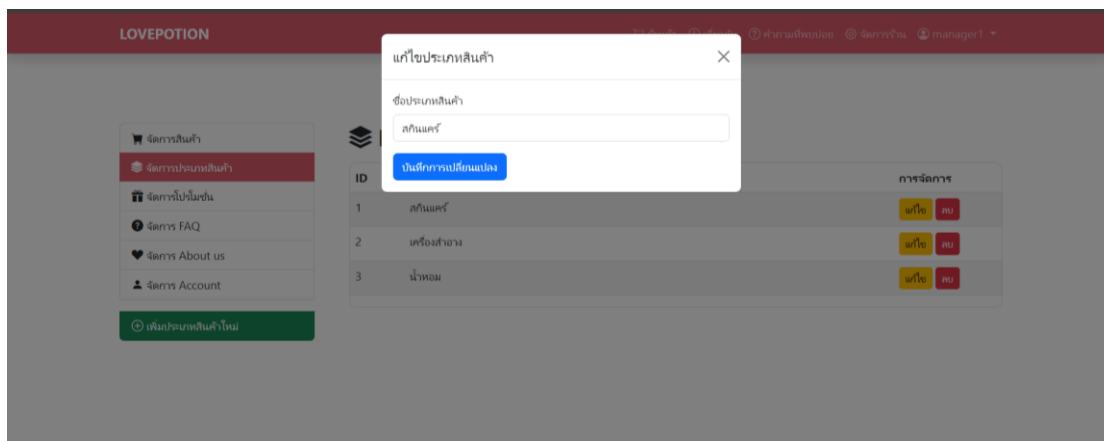 LOVEPOTION
คำถามที่พบบ่อย จัดการร้าน manager1
แก้ไขประเภทสินค้า
ชื่อประเภทสินค้า
สกินแคร์
บันทึกการเปลี่ยนแปลง
จัดการสินค้า
จัดการประเภทสินค้า
จัดการโปรโมชั่น
จัดการ FAQ
จัดการ About us
จัดการ Account
เพิ่มประเภทสินค้าใหม่
ID การจัดการ
1 สกินแคร์ แก้ไข ลบ
2 เครื่องสำอาง แก้ไข ลบ
3 น้ำหอม แก้ไข ลบ